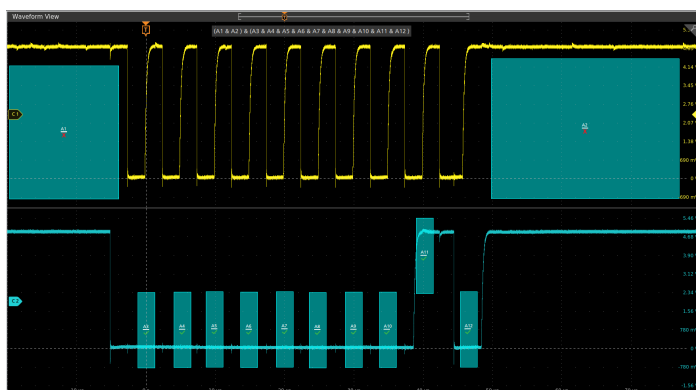 Waveform View
T
T
(A1 & A2 ) & (A3 & A4 & A5 & A6 & A7 & A8 & A9 & A10 & A11 & A12 )
4.14 V
3.45
2.76
2.07
1.38
690 mV
0
690 mV
C 1
A1
A2
5.46
4.68
3.90
3.12
2.34
1.56
780 mV
0
-780 mV
-1.56
C 2
A11
A3
A4
A5
A6
A7
A8
A9
A10
A12